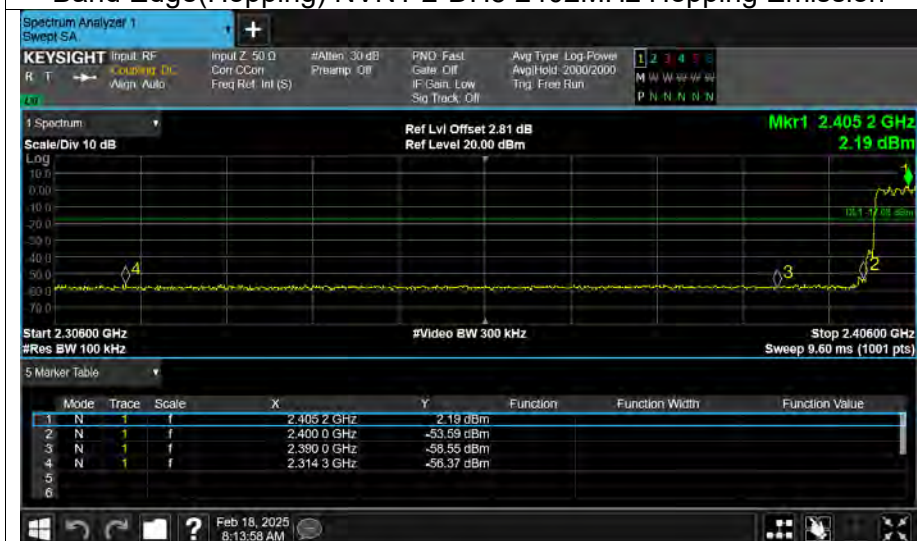 Band Edge(Hopping) NVNT 2-DH5 2402MHz Hopping Emission
Spectrum Analyzer 1
Swept SA
+
KEYSIGHT Input: RF Input Z: 50 Ω #Atten: 30 dB PNO: Fast Avg Type: Log-Power 1 2 3 4 5 6
R T Coupling: DC Corr CCorr Preamp: Off Gate: Off Avg|Hold: 2000/2000 M W W W W W
Align: Auto Freq Ref: Int (S) IF Gain: Low Trig: Free Run
Sig Track: Off P N N N N N
1 Spectrum Ref Lvl Offset 2.81 dB Mkr1 2.405 2 GHz
Scale/Div 10 dB Ref Level 20.00 dBm 2.19 dBm
Log
10.0
0.00
-10.0
DL1 -17.08 dBm
-20.0
-30.0
-40.0
-50.0
-60.0
-70.0
1
2
3
4
Start 2.30600 GHz #Video BW 300 kHz Stop 2.40600 GHz
#Res BW 100 kHz Sweep 9.60 ms (1001 pts)
5 Marker Table
Mode Trace Scale X Y Function Function Width Function Value
1 N 1 f 2.405 2 GHz 2.19 dBm
2 N 1 f 2.400 0 GHz -53.59 dBm
3 N 1 f 2.390 0 GHz -58.55 dBm
4 N 1 f 2.314 3 GHz -56.37 dBm
5
6
? Feb 18, 2025
8:13:58 AM